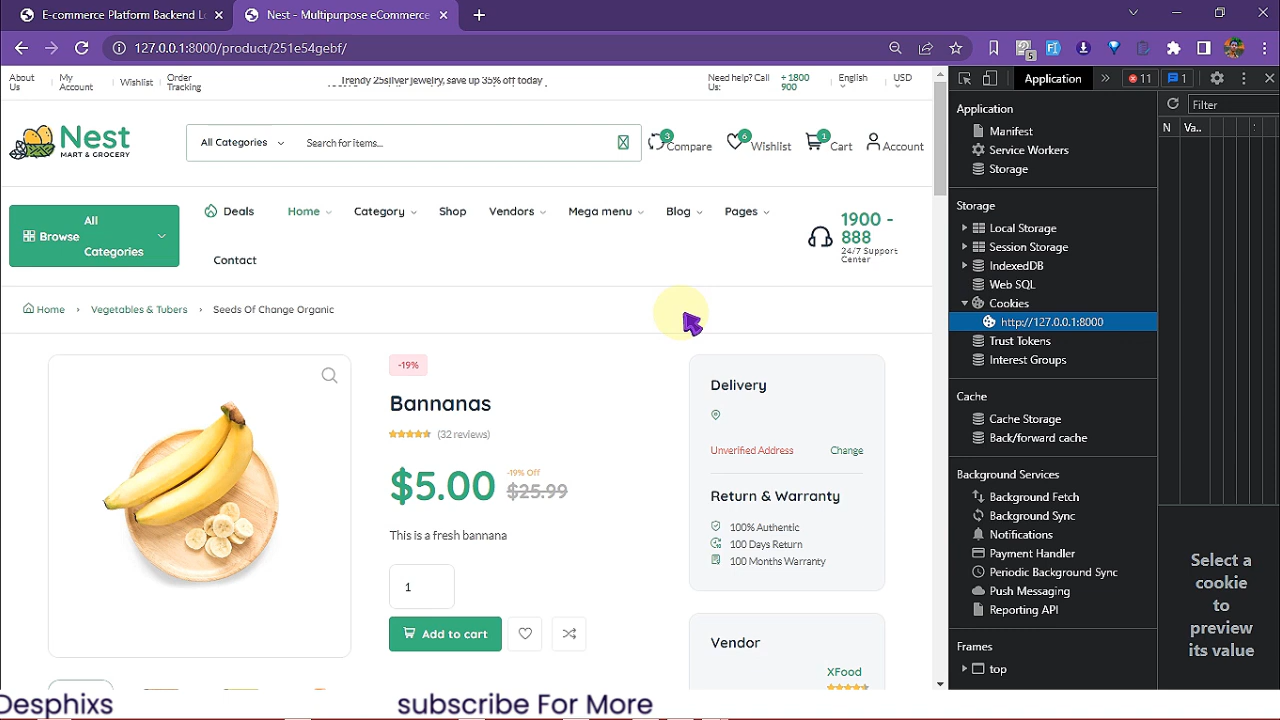 E-commerce Platform Backend Lo
Nest - Multipurpose eCommerce
127.0.0.1:8000/product/251e54gebf/
About Us
My Account
Wishlist
Order Tracking
Trendy 25silver jewelry, save up 35% off today
Need help? Call Us:
+ 1800 900
English
USD
Nest
MART & GROCERY
All Categories
Search for items...
3
Compare
6
Wishlist
1
Cart
Account
All
Browse
Categories
Deals
Home
Category
Shop
Vendors
Mega menu
Blog
Pages
Contact
1900 - 888
24/7 Support Center
Home
Vegetables & Tubers
Seeds Of Change Organic
-19%
Bannanas
(32 reviews)
$5.00
-19% Off
$25.99
This is a fresh bannana
1
Add to cart
Delivery
Unverified Address
Change
Return & Warranty
100% Authentic
100 Days Return
100 Months Warranty
Vendor
XFood
Application
11
1
Application
Manifest
Service Workers
Storage
Storage
Local Storage
Session Storage
IndexedDB
Web SQL
Cookies
http://127.0.0.1:8000
Trust Tokens
Interest Groups
Cache
Cache Storage
Back/forward cache
Background Services
Background Fetch
Background Sync
Notifications
Payment Handler
Periodic Background Sync
Push Messaging
Reporting API
Frames
top
Filter
N
Va..
Select a
cookie
to
preview
its value
Desphixs
subscribe For More